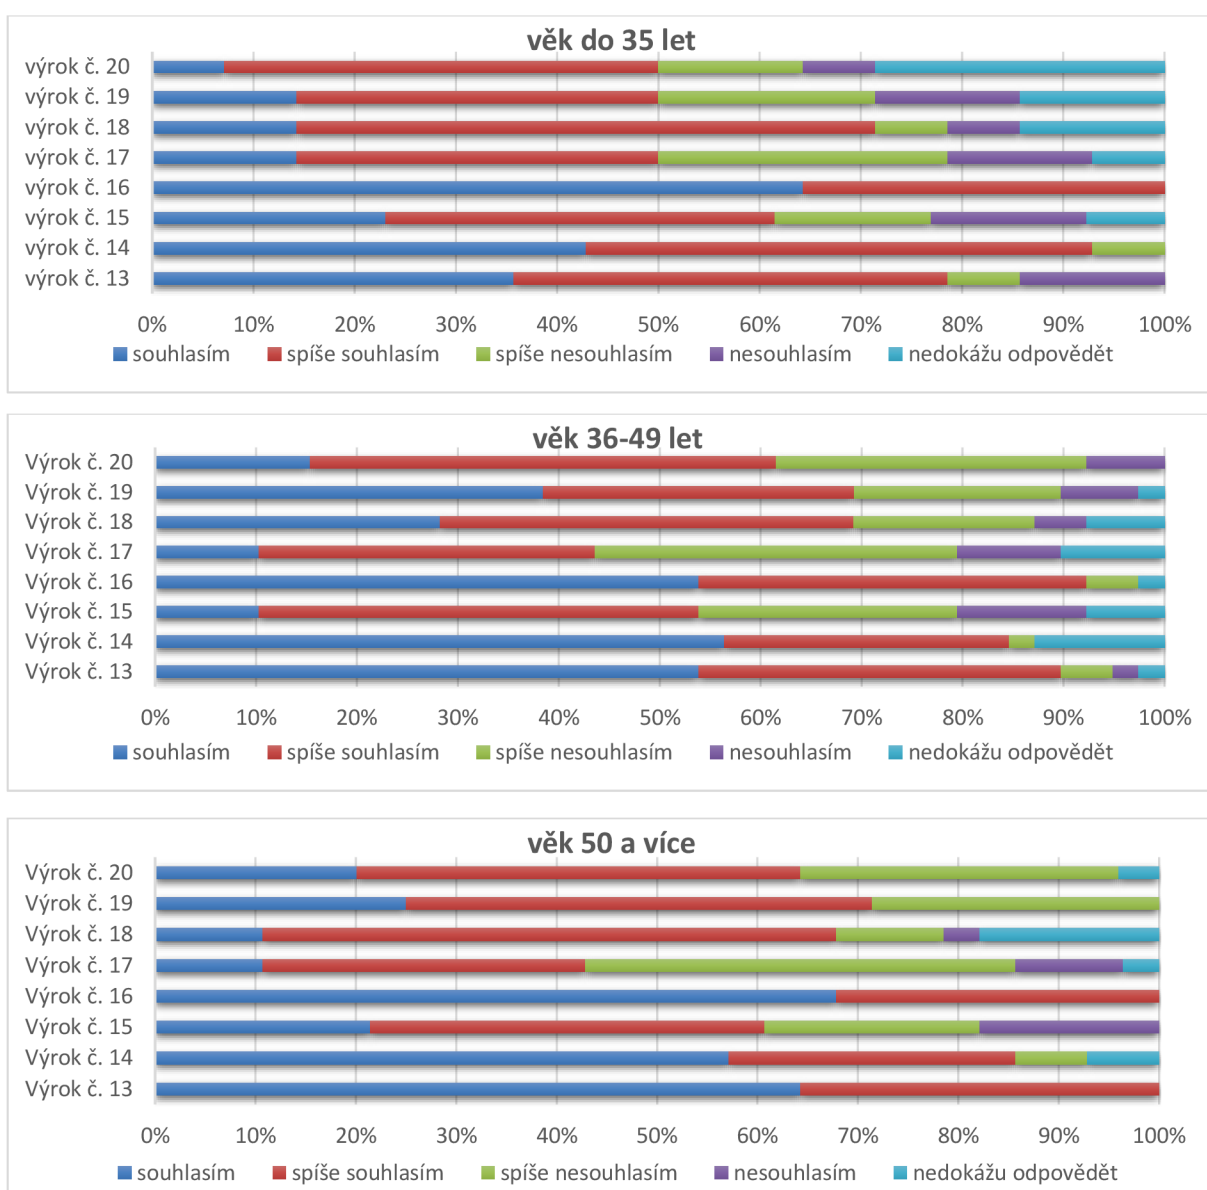 věk do 35 let
výrok č. 20
výrok č. 19
výrok č. 18
výrok č. 17
výrok č. 16
výrok č. 15
výrok č. 14
výrok č. 13
0% 10% 20% 30% 40% 50% 60% 70% 80% 90% 100%
souhlasím spíše souhlasím spíše nesouhlasím nesouhlasím nedokážu odpovědět
věk 36-49 let
Výrok č. 20
Výrok č. 19
Výrok č. 18
Výrok č. 17
Výrok č. 16
Výrok č. 15
Výrok č. 14
Výrok č. 13
0% 10% 20% 30% 40% 50% 60% 70% 80% 90% 100%
souhlasím spíše souhlasím spíše nesouhlasím nesouhlasím nedokážu odpovědět
věk 50 a více
Výrok č. 20
Výrok č. 19
Výrok č. 18
Výrok č. 17
Výrok č. 16
Výrok č. 15
Výrok č. 14
Výrok č. 13
0% 10% 20% 30% 40% 50% 60% 70% 80% 90% 100%
souhlasím spíše souhlasím spíše nesouhlasím nesouhlasím nedokážu odpovědět